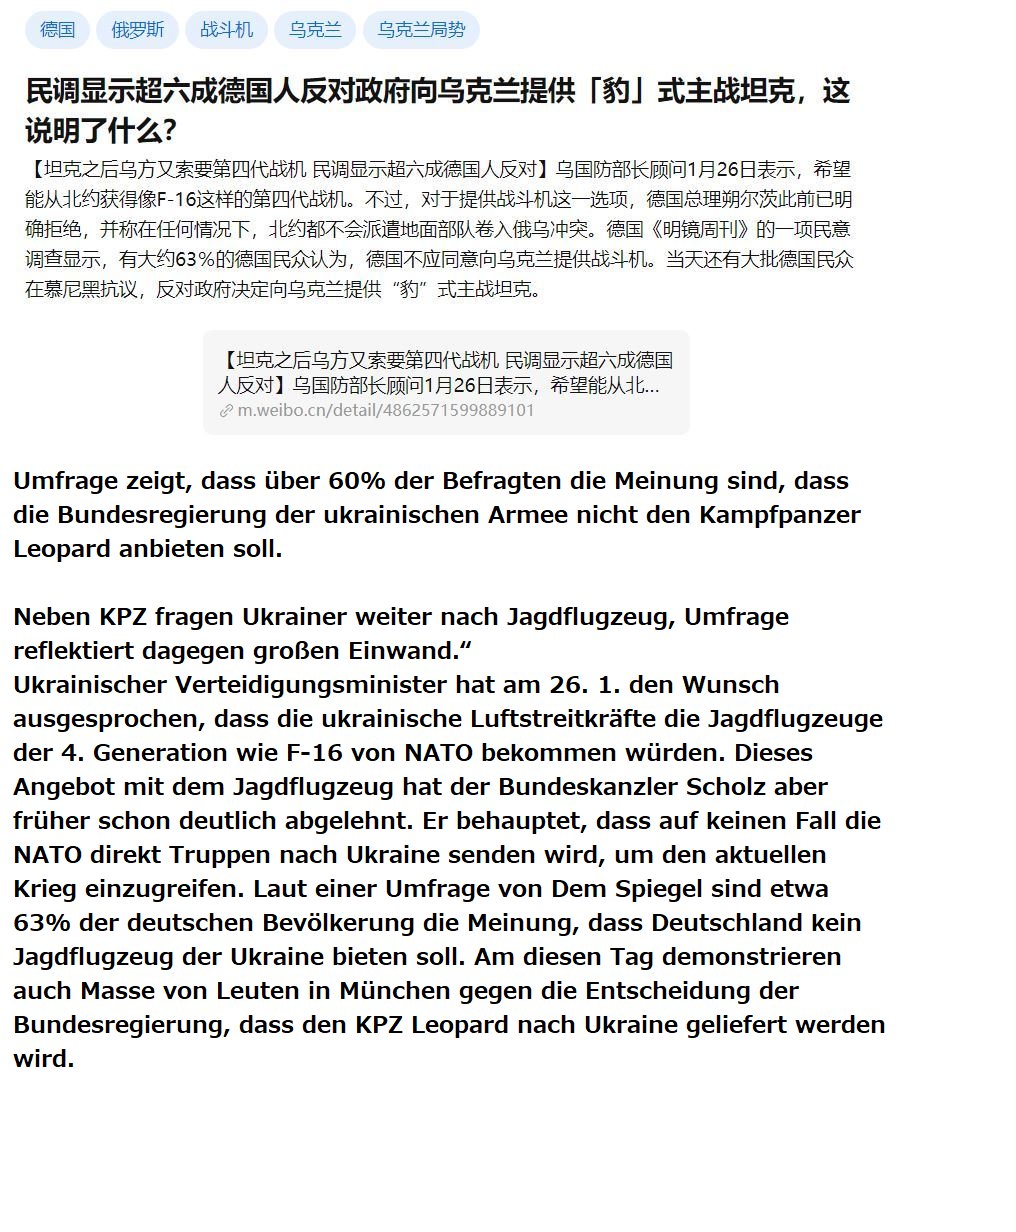 德国 俄罗斯 战斗机 乌克兰 乌克兰局势
民调显示超六成德国人反对政府向乌克兰提供「豹」式主战坦克，这
说明了什么？
【坦克之后乌方又索要第四代战机 民调显示超六成德国人反对】乌国防部长顾问1月26日表示，希望
能从北约获得像F-16这样的第四代战机。不过，对于提供战斗机这一选项，德国总理朔尔茨此前已明
确拒绝，并称在任何情况下，北约都不会派遣地面部队卷入俄乌冲突。德国《明镜周刊》的一项民意
调查显示，有大约63％的德国民众认为，德国不应同意向乌克兰提供战斗机。当天还有大批德国民众
在慕尼黑抗议，反对政府决定向乌克兰提供“豹”式主战坦克。
【坦克之后乌方又索要第四代战机 民调显示超六成德国
人反对】乌国防部长顾问1月26日表示，希望能从北...
m.weibo.cn/detail/4862571599889101
Umfrage zeigt, dass über 60% der Befragten die Meinung sind, dass
die Bundesregierung der ukrainischen Armee nicht den Kampfpanzer
Leopard anbieten soll.
Neben KPZ fragen Ukrainer weiter nach Jagdflugzeug, Umfrage
reflektiert dagegen großen Einwand.“
Ukrainischer Verteidigungsminister hat am 26. 1. den Wunsch
ausgesprochen, dass die ukrainische Luftstreitkräfte die Jagdflugzeuge
der 4. Generation wie F-16 von NATO bekommen würden. Dieses
Angebot mit dem Jagdflugzeug hat der Bundeskanzler Scholz aber
früher schon deutlich abgelehnt. Er behauptet, dass auf keinen Fall die
NATO direkt Truppen nach Ukraine senden wird, um den aktuellen
Krieg einzugreifen. Laut einer Umfrage von Dem Spiegel sind etwa
63% der deutschen Bevölkerung die Meinung, dass Deutschland kein
Jagdflugzeug der Ukraine bieten soll. Am diesen Tag demonstrieren
auch Masse von Leuten in München gegen die Entscheidung der
Bundesregierung, dass den KPZ Leopard nach Ukraine geliefert werden
wird.